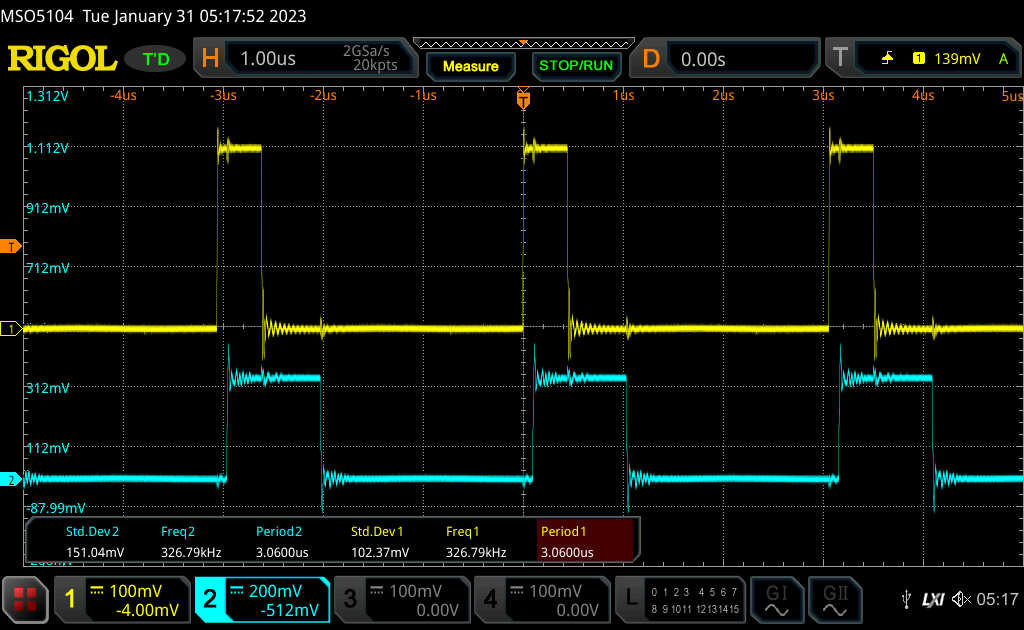 MSO5104 Tue January 31 05:17:52 2023
RIGOL T'D H 1.00us 2GSa/s 20kpts Measure STOP/RUN D 0.00s T 1 139mV A
1.312V -4us -3us -2us -1us T 1us 2us 3us 4us 5us
1.112V
912mV
T
712mV
1
312mV
112mV
2
-87.99mV
Std.Dev2 Freq2 Period2 Std.Dev1 Freq1 Period1
151.04mV 326.79kHz 3.0600us 102.37mV 326.79kHz 3.0600us
1 100mV 2 200mV 3 100mV 4 100mV L 0 1 2 3 4 5 6 7 GI GII
-4.00mV -512mV 0.00V 0.00V 8 9 10 11 12 13 14 15 LXI 05:17